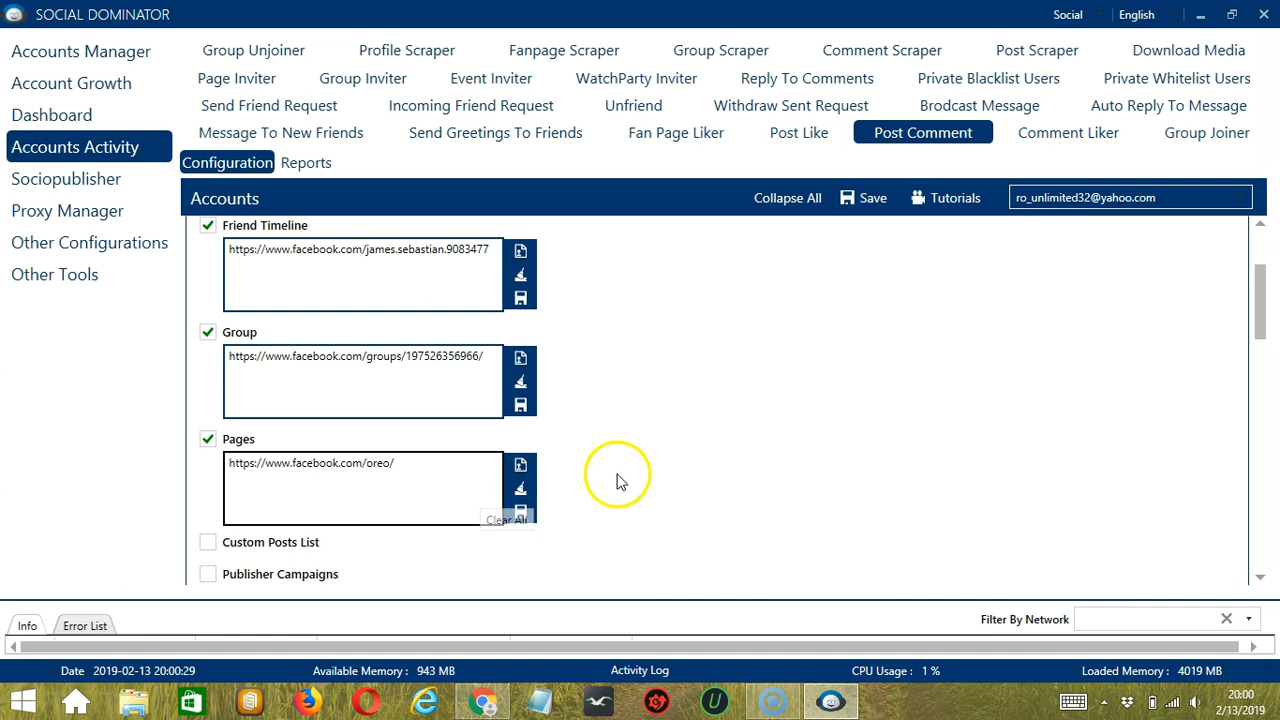 SOCIAL DOMINATOR
Social
English
Accounts Manager
Account Growth
Dashboard
Accounts Activity
Sociopublisher
Proxy Manager
Other Configurations
Other Tools
Group Unjoiner
Profile Scraper
Fanpage Scraper
Group Scraper
Comment Scraper
Post Scraper
Download Media
Page Inviter
Group Inviter
Event Inviter
WatchParty Inviter
Reply To Comments
Private Blacklist Users
Private Whitelist Users
Send Friend Request
Incoming Friend Request
Unfriend
Withdraw Sent Request
Brodcast Message
Auto Reply To Message
Message To New Friends
Send Greetings To Friends
Fan Page Liker
Post Like
Post Comment
Comment Liker
Group Joiner
Configuration
Reports
Accounts
Collapse All
Save
Tutorials
ro_unlimited32@yahoo.com
Friend Timeline
https://www.facebook.com/james.sebastian.9083477
Group
https://www.facebook.com/groups/197526356966/
Pages
https://www.facebook.com/oreo/
Clear All
Custom Posts List
Publisher Campaigns
Info
Error List
Filter By Network
Date 2019-02-13 20:00:29
Available Memory : 943 MB
Activity Log
CPU Usage : 1 %
Loaded Memory : 4019 MB
20:00
2/13/2019